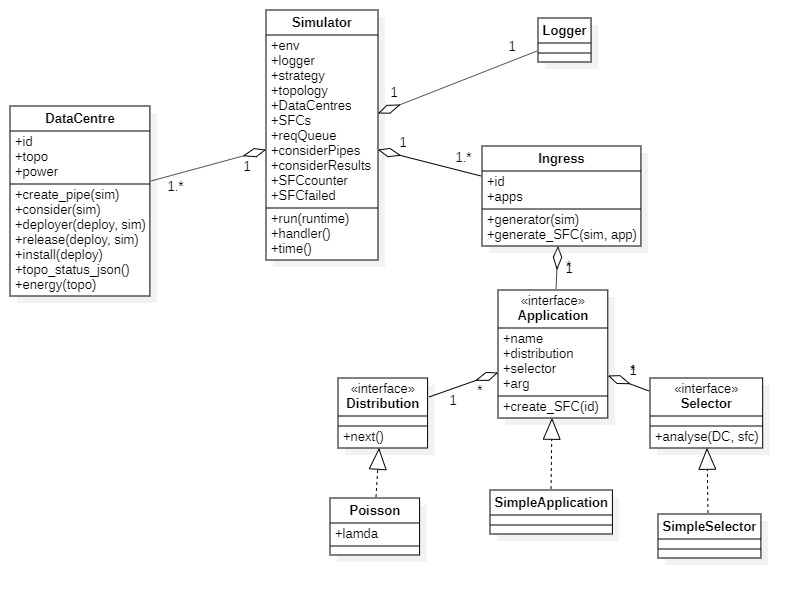 Simulator
+env
+logger
+strategy
+topology
+DataCentres
+SFCs
+reqQueue
+considerPipes
+considerResults
+SFCcounter
+SFCfailed
+run(runtime)
+handler()
+time()
Logger
1
1
DataCentre
+id
+topo
+power
+create_pipe(sim)
+consider(sim)
+deployer(deploy, sim)
+release(deploy, sim)
+install(deploy)
+topo_status_json()
+energy(topo)
1
1.*
1
1.*
Ingress
+id
+apps
+generator(sim)
+generate_SFC(sim, app)
*
1
«interface»
Application
+name
+distribution
+selector
+arg
+create_SFC(id)
«interface»
Distribution
+next()
*
1
*
1
«interface»
Selector
+analyse(DC, sfc)
Poisson
+lamda
SimpleApplication
SimpleSelector